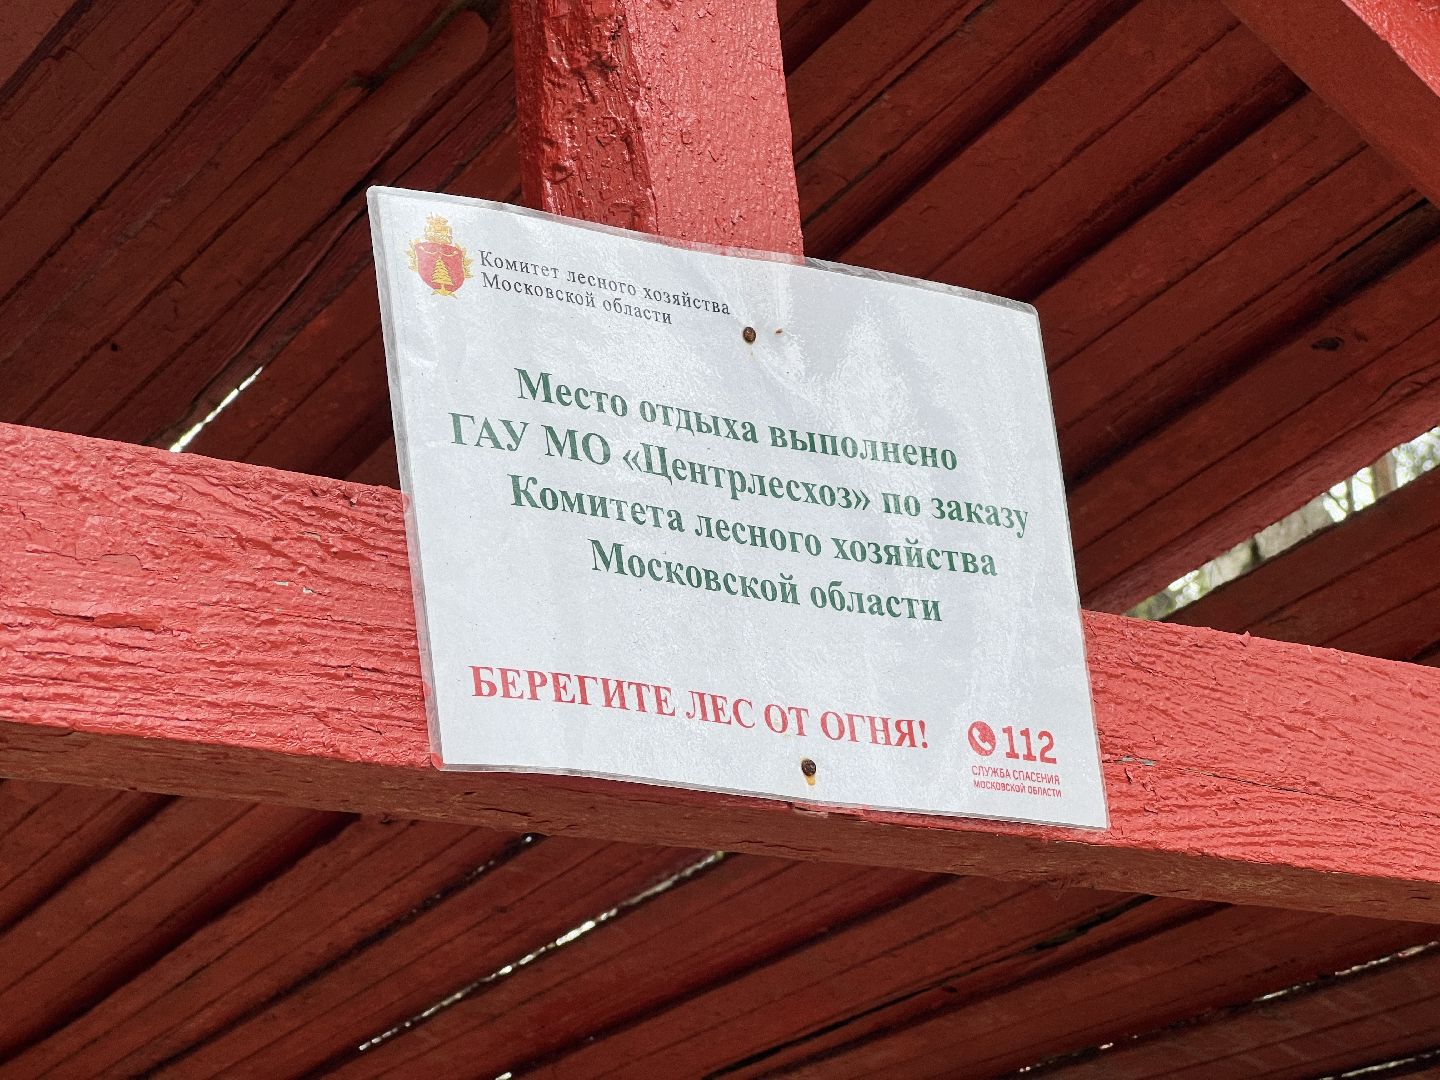 Комитет лесного хозяйства
Московской области
Место отдыха выполнено
ГАУ МО «Центрлесхоз» по заказу
Комитета лесного хозяйства
Московской области
БЕРЕГИТЕ ЛЕС ОТ ОГНЯ!
112
СЛУЖБА СПАСЕНИЯ
МОСКОВСКОЙ ОБЛАСТИ